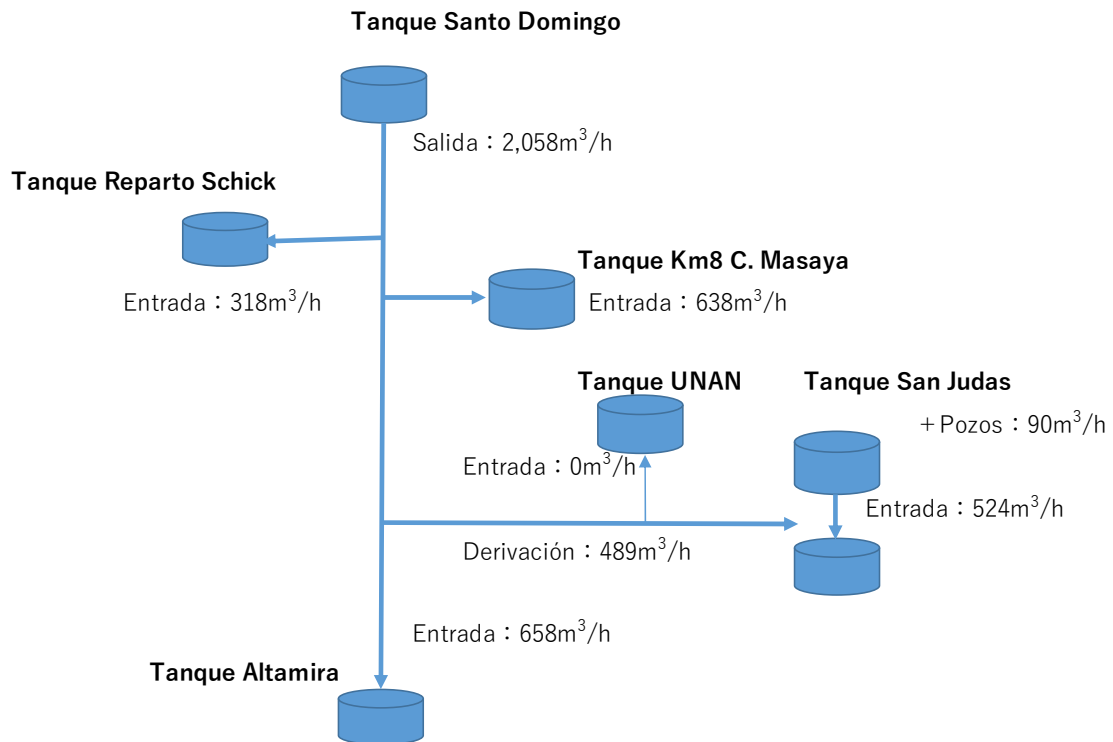 Tanque Santo Domingo
Salida：2,058m³/h
Tanque Reparto Schick
Entrada：318m³/h
Tanque Km8 C. Masaya
Entrada：638m³/h
Tanque UNAN
Entrada：0m³/h
Tanque San Judas
＋Pozos：90m³/h
Entrada：524m³/h
Derivación：489m³/h
Entrada：658m³/h
Tanque Altamira